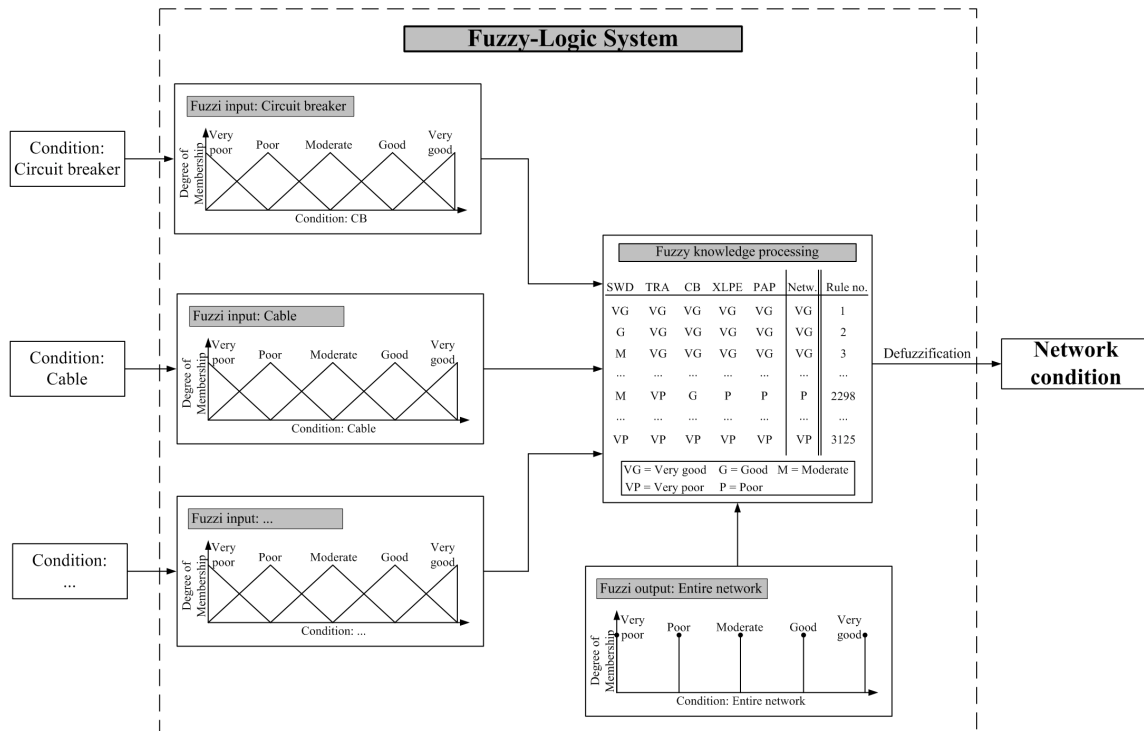 Fuzzy-Logic System
Condition:
Circuit breaker
Fuzzi input: Circuit breaker
Degree of
Membership
Very
poor
Poor
Moderate
Good
Very
good
Condition: CB
Condition:
Cable
Fuzzi input: Cable
Degree of
Membership
Very
poor
Poor
Moderate
Good
Very
good
Condition: Cable
Condition:
...
Fuzzi input: ...
Degree of
Membership
Very
poor
Poor
Moderate
Good
Very
good
Condition: ...
Fuzzy knowledge processing
SWD TRA CB XLPE PAP Netw. Rule no.
VG VG VG VG VG VG 1
G VG VG VG VG VG 2
M VG VG VG VG VG 3
... ... ... ... ... ... ...
M VP G P P P 2298
... ... ... ... ... ... ...
VP VP VP VP VP VP 3125
VG = Very good G = Good M = Moderate
VP = Very poor P = Poor
Defuzzification
Network
condition
Fuzzi output: Entire network
Degree of
Membership
Very
poor
Poor
Moderate
Good
Very
good
Condition: Entire network